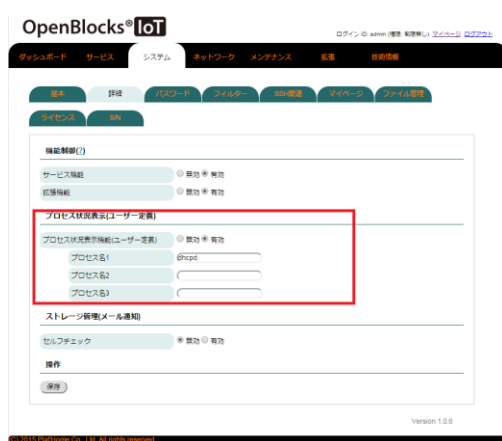 OpenBlocks® IoT
ログイン ID: admin (権限: 制限無し) マイページ ログアウト
ダッシュボード サービス システム ネットワーク メンテナンス 拡張 技術情報
基本 詳細 パスワード フィルター SSH関連 マイページ ファイル管理
ライセンス SIN
機能制御(?)
サービス機能 無効 有効
拡張機能 無効 有効
プロセス状況表示(ユーザー定義)
プロセス状況表示機能(ユーザー定義) 無効 有効
プロセス名1 dhcpd
プロセス名2
プロセス名3
ストレージ管理(メール通知)
セルフチェック 無効 有効
操作
保存
Version 1.0.6
(C) 2015 PlatHome Co., Ltd. All rights reserved.